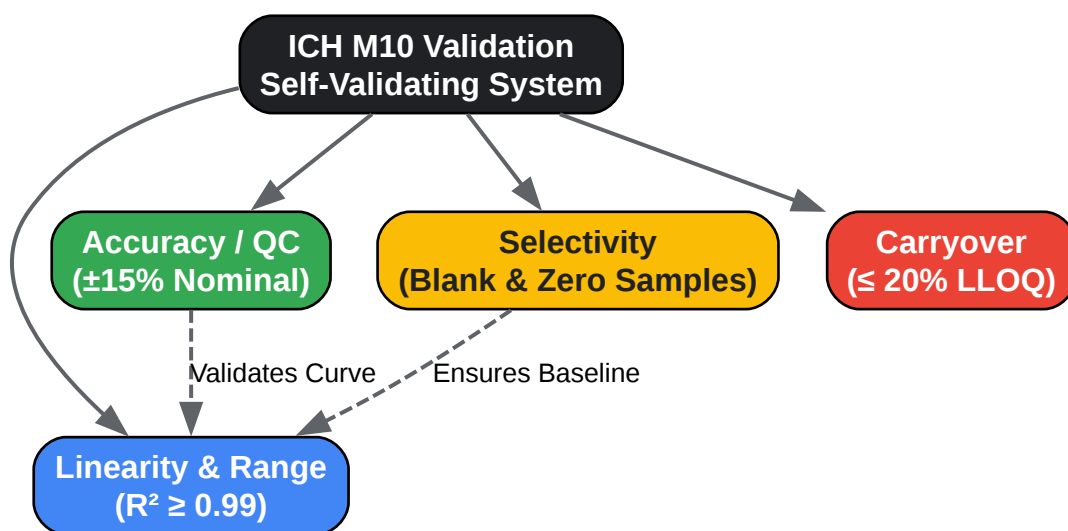 ICH M10 Validation
Self-Validating System
Accuracy / QC
(±15% Nominal)
Selectivity
(Blank & Zero Samples)
Carryover
(≤ 20% LLOQ)
Validates Curve
Ensures Baseline
Linearity & Range
(R² ≥ 0.99)